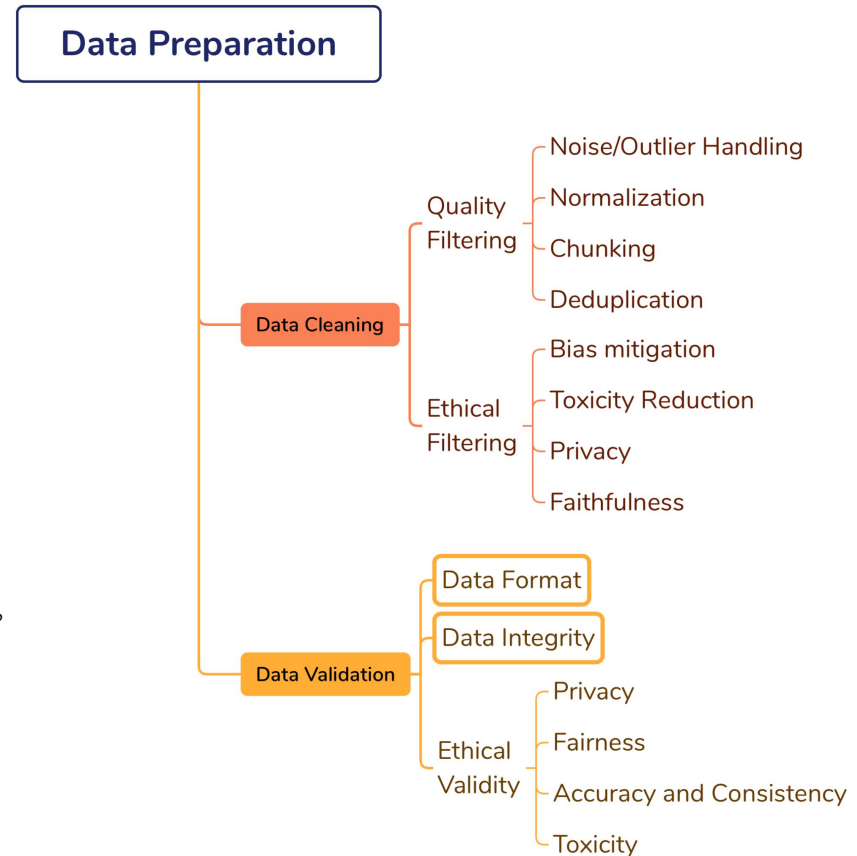 Data Preparation
Noise/Outlier Handling
Quality
Filtering
Normalization
Chunking
Deduplication
Data Cleaning
Bias mitigation
Ethical
Filtering
Toxicity Reduction
Privacy
Faithfulness
Data Format
Data Integrity
Data Validation
Privacy
Ethical
Validity
Fairness
Accuracy and Consistency
Toxicity